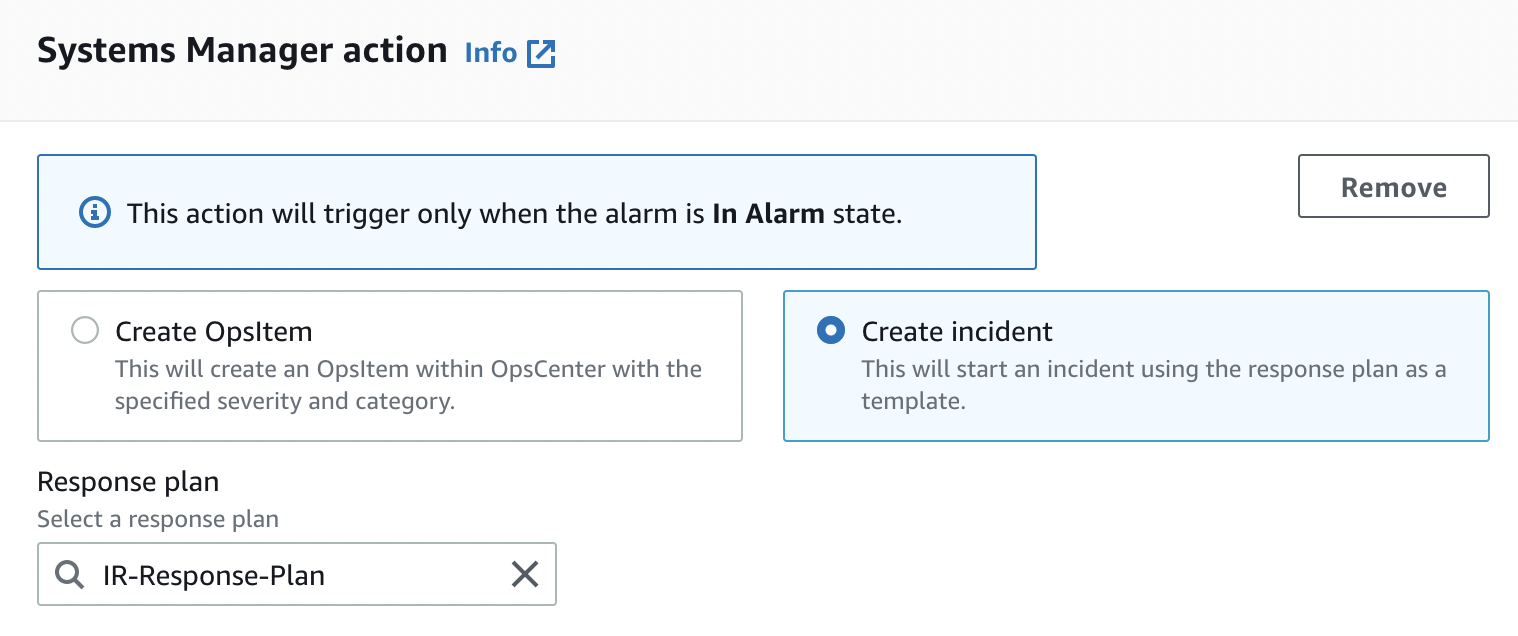 Systems Manager action Info
This action will trigger only when the alarm is In Alarm state.
Remove
Create OpsItem
This will create an OpsItem within OpsCenter with the
specified severity and category.
Create incident
This will start an incident using the response plan as a
template.
Response plan
Select a response plan
IR-Response-Plan